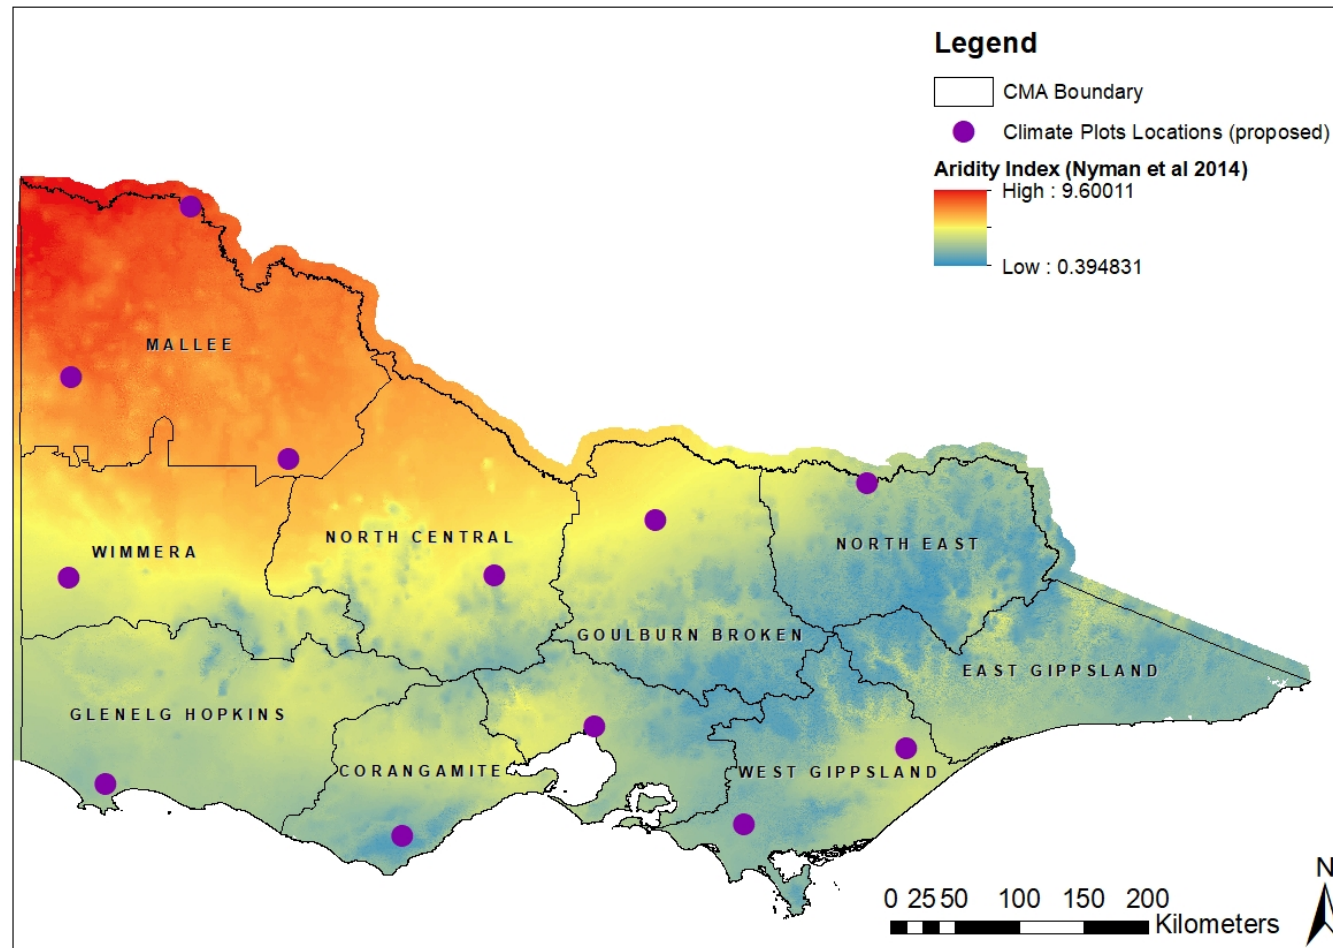 Legend
CMA Boundary
Climate Plots Locations (proposed)
Aridity Index (Nyman et al 2014)
High : 9.60011
Low : 0.394831
MALLEE
WIMMERA
NORTH CENTRAL
NORTH EAST
GOULBURN BROKEN
EAST GIPPSLAND
GLENELG HOPKINS
CORANGAMITE
WEST GIPPSLAND
N
0 25 50 100 150 200
Kilometers